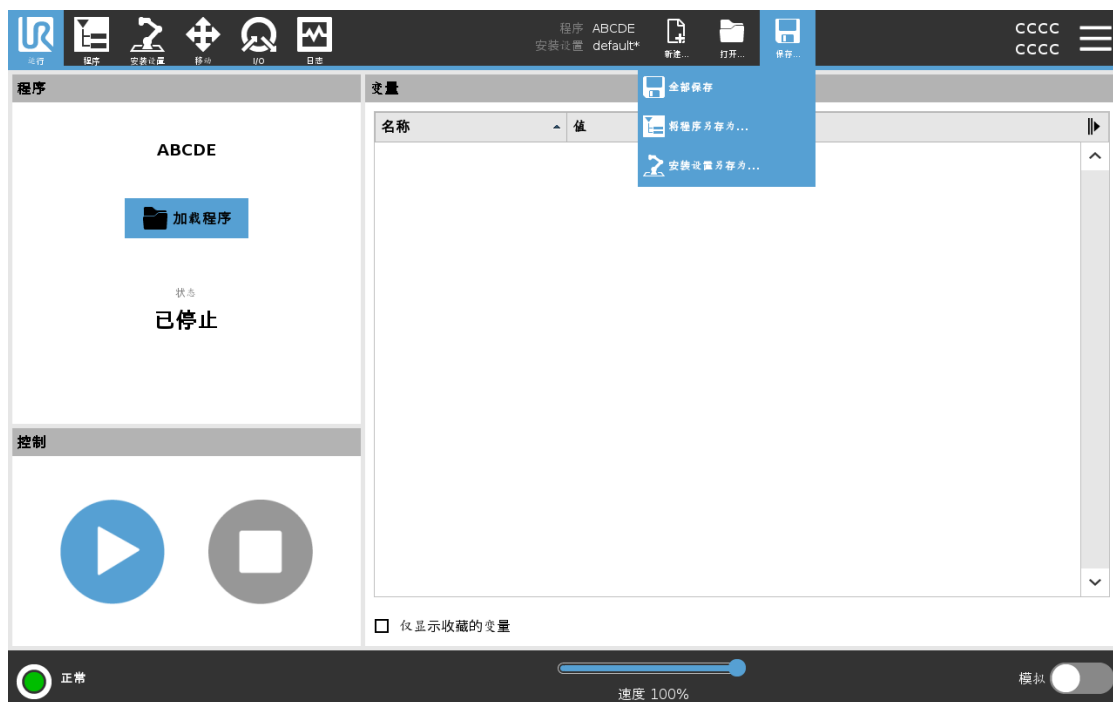 程序 ABCDE
安装设置 default*
CCCC
CCCC
运行
程序
安装设置
移动
I/O
日志
新建...
打开...
保存...
全部保存
将程序另存为...
安装设置另存为...
程序
变量
名称
值
ABCDE
加载程序
状态
已停止
控制
仅显示收藏的变量
正常
速度 100%
模拟